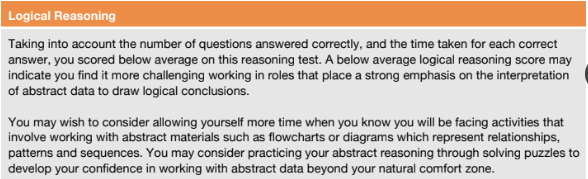 Logical Reasoning
Taking into account the number of questions answered correctly, and the time taken for each correct
answer, you scored below average on this reasoning test. A below average logical reasoning score may
indicate you find it more challenging working in roles that place a strong emphasis on the interpretation
of abstract data to draw logical conclusions.
You may wish to consider allowing yourself more time when you know you will be facing activities that
involve working with abstract materials such as flowcharts or diagrams which represent relationships,
patterns and sequences. You may consider practicing your abstract reasoning through solving puzzles to
develop your confidence in working with abstract data beyond your natural comfort zone.